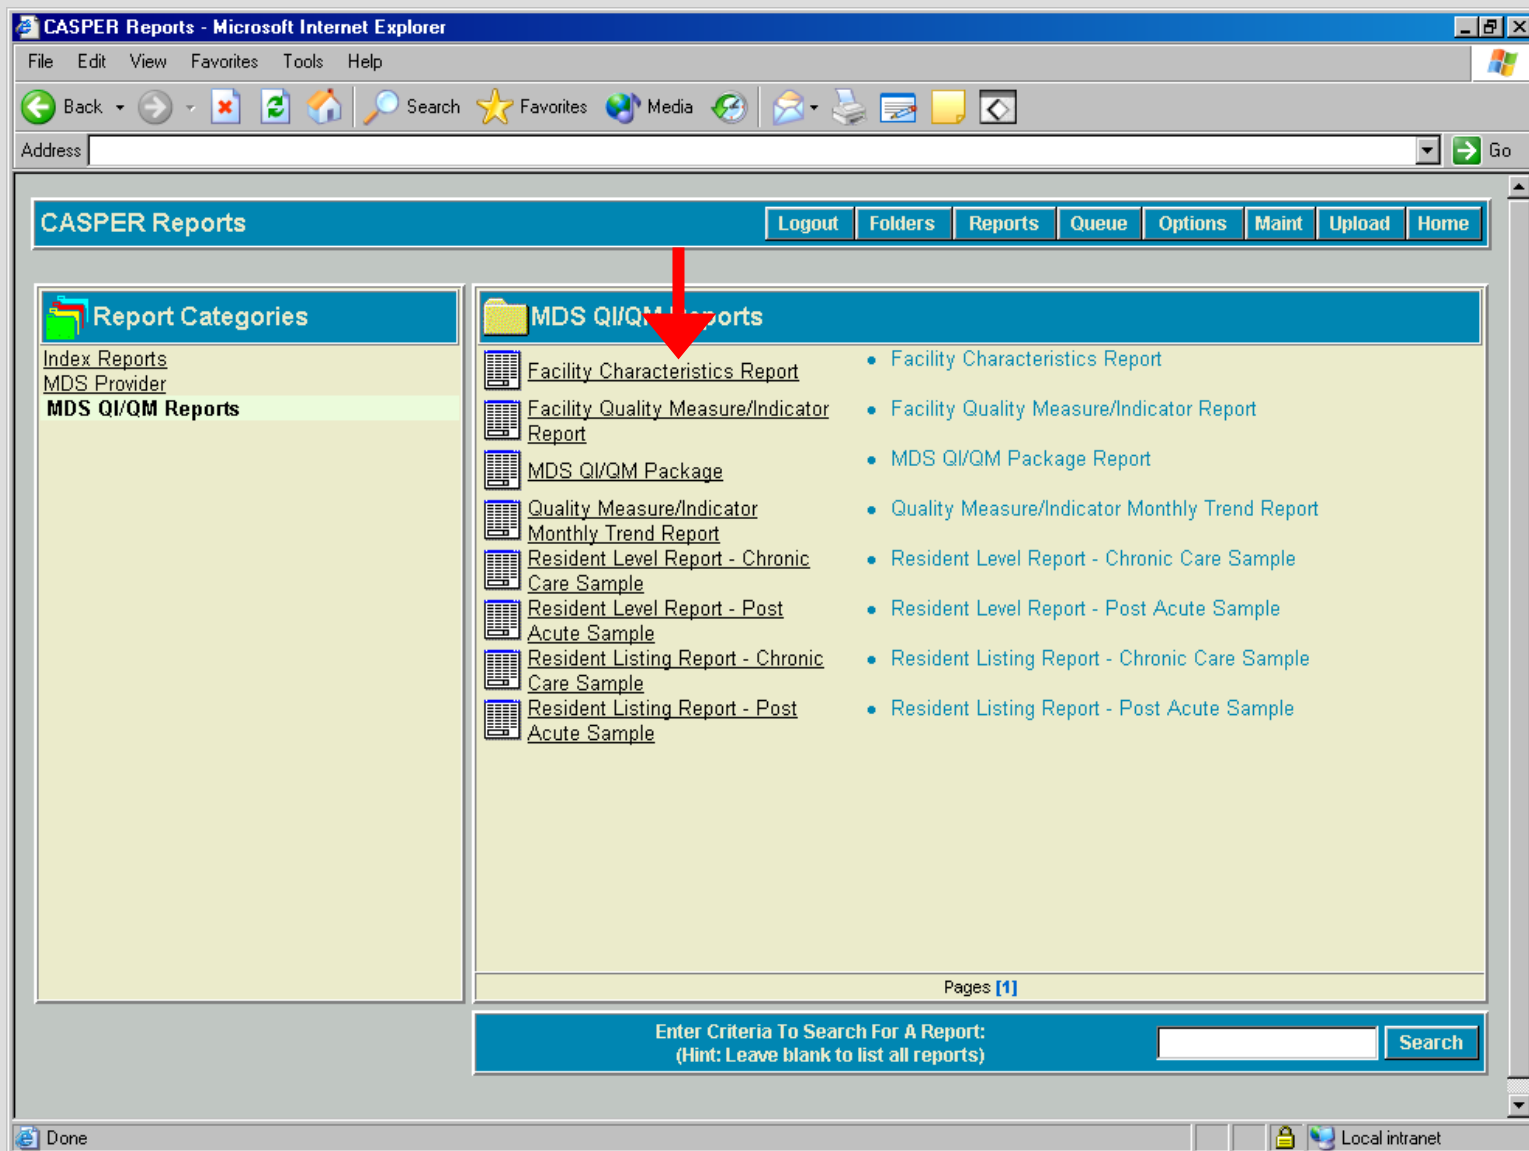 CASPER Reports - Microsoft Internet Explorer
File Edit View Favorites Tools Help
Back Search Favorites Media
Address Go
CASPER Reports
Logout Folders Reports Queue Options Maint Upload Home
Report Categories
Index Reports
MDS Provider
MDS QI/QM Reports
MDS QI/QM Reports
Facility Characteristics Report
• Facility Characteristics Report
Facility Quality Measure/Indicator
Report
• Facility Quality Measure/Indicator Report
MDS QI/QM Package
• MDS QI/QM Package Report
Quality Measure/Indicator
Monthly Trend Report
• Quality Measure/Indicator Monthly Trend Report
Resident Level Report - Chronic
Care Sample
• Resident Level Report - Chronic Care Sample
Resident Level Report - Post
Acute Sample
• Resident Level Report - Post Acute Sample
Resident Listing Report - Chronic
Care Sample
• Resident Listing Report - Chronic Care Sample
Resident Listing Report - Post
Acute Sample
• Resident Listing Report - Post Acute Sample
Pages [1]
Enter Criteria To Search For A Report:
(Hint: Leave blank to list all reports)
Search
Done
Local intranet